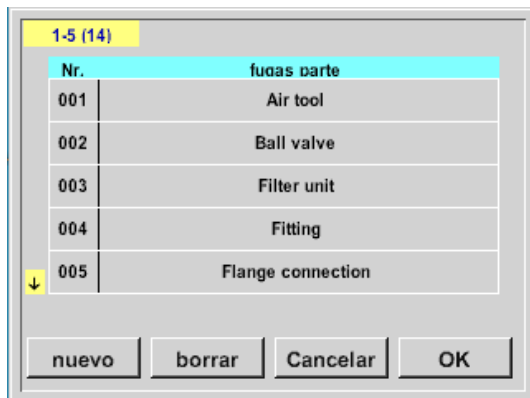 1-5 (14)
Nr. fugas parte
001 Air tool
002 Ball valve
003 Filter unit
004 Fitting
005 Flange connection
nuevo borrar Cancelar OK